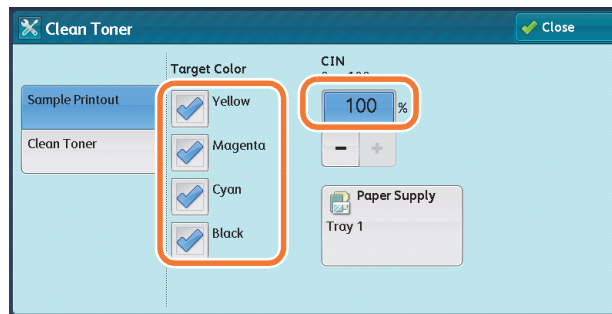 Clean Toner
Close
Sample Printout
Clean Toner
Target Color
Yellow
Magenta
Cyan
Black
CIN
100 %
− +
Paper Supply
Tray 1